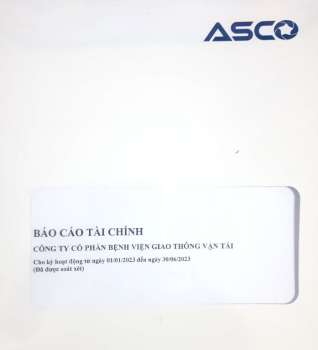 ASCO
BÁO CÁO TÀI CHÍNH
CÔNG TY CỔ PHẦN BỆNH VIỆN GIAO THÔNG VẬN TẢI
Cho kỳ hoạt động từ ngày 01/01/2023 đến ngày 30/06/2023
(Đã được soát xét)